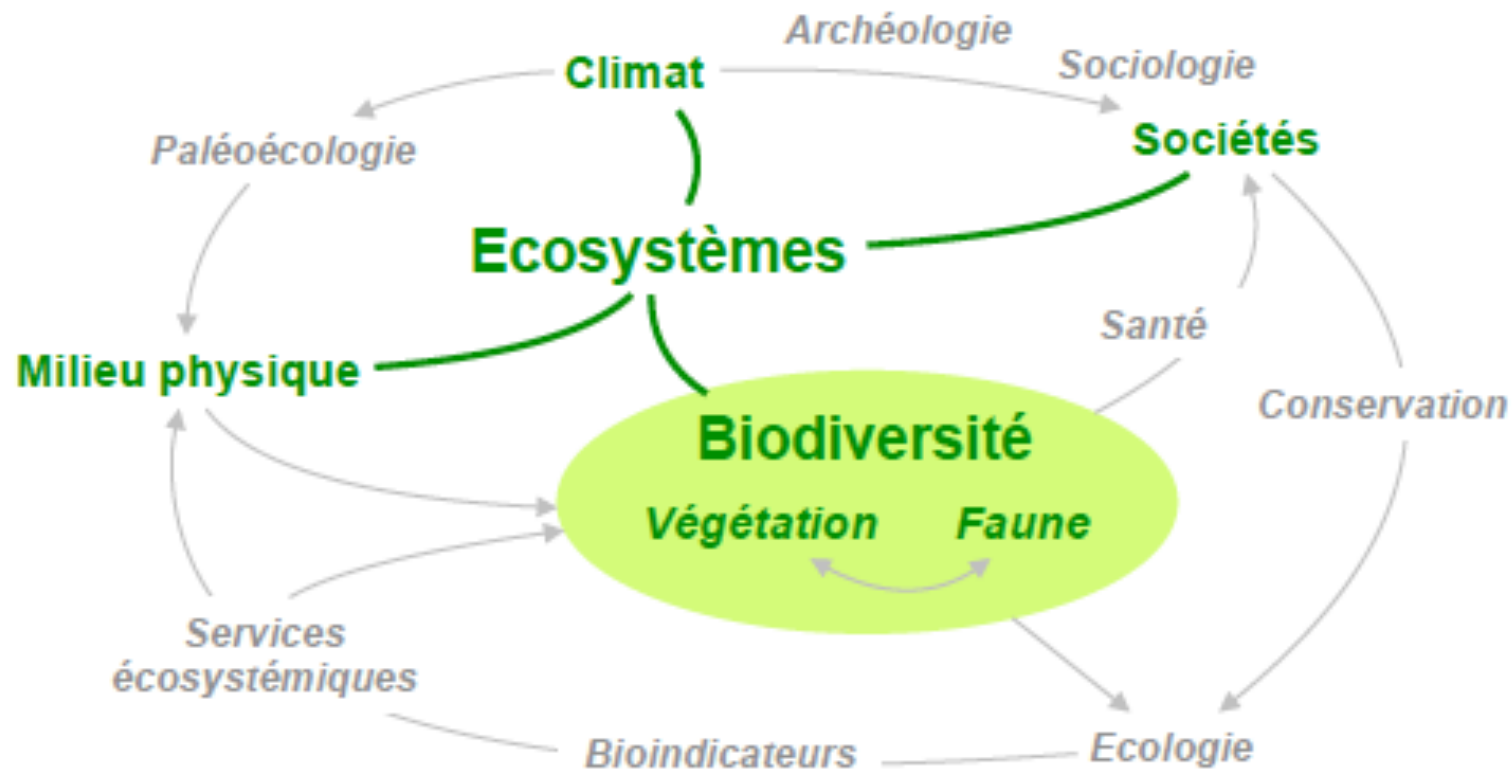 Archéologie
Climat
Sociologie
Sociétés
Paléoécologie
Ecosystèmes
Santé
Milieu physique
Conservation
Biodiversité
Végétation Faune
Services
écosystémiques
Bioindicateurs
Ecologie